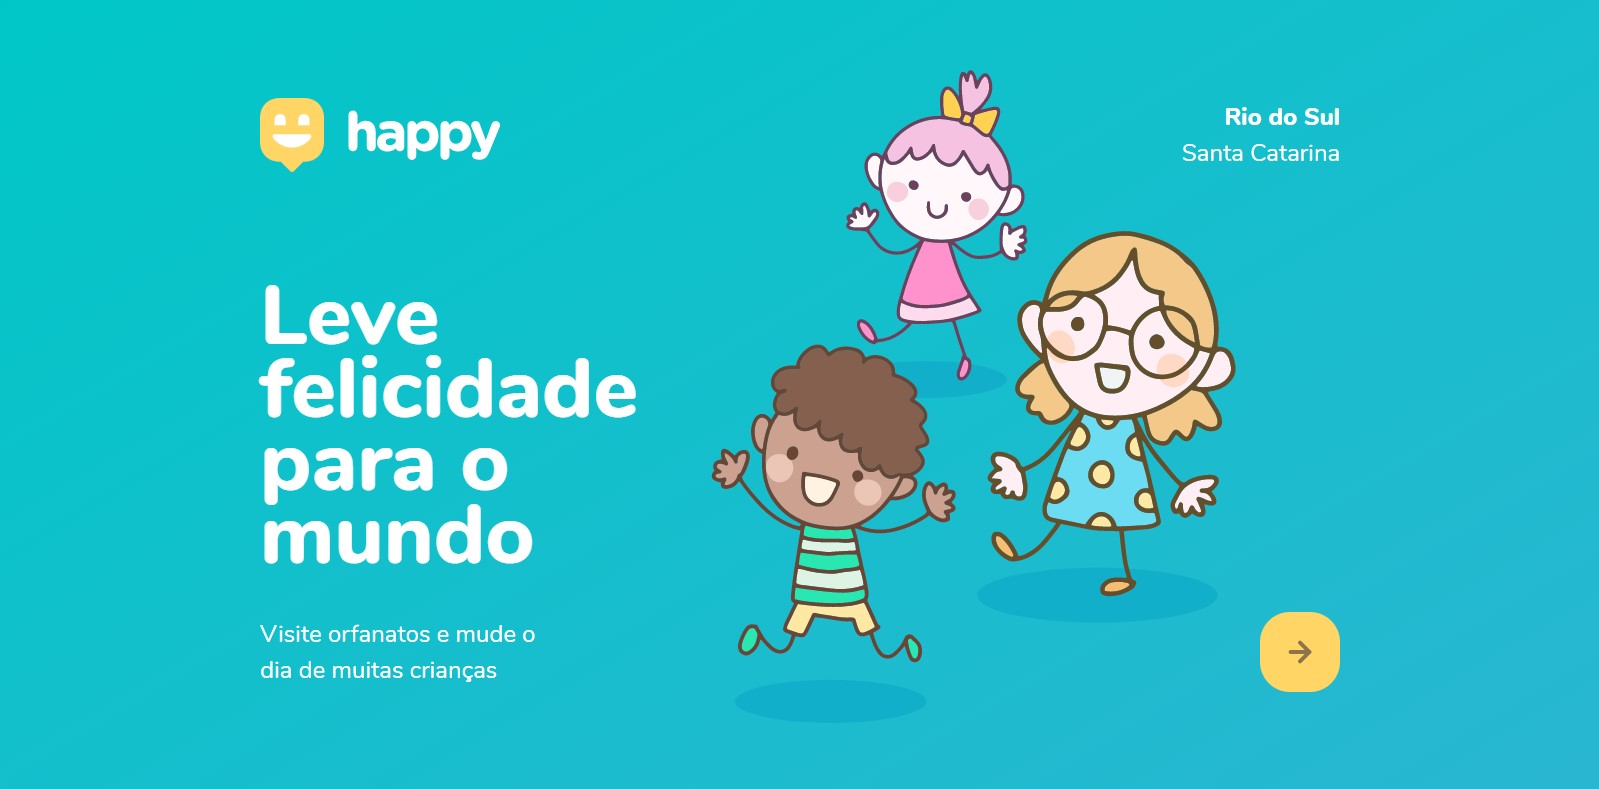 happy
Rio do Sul
Santa Catarina
Leve
felicidade
para o
mundo
Visite orfanatos e mude o
dia de muitas crianças